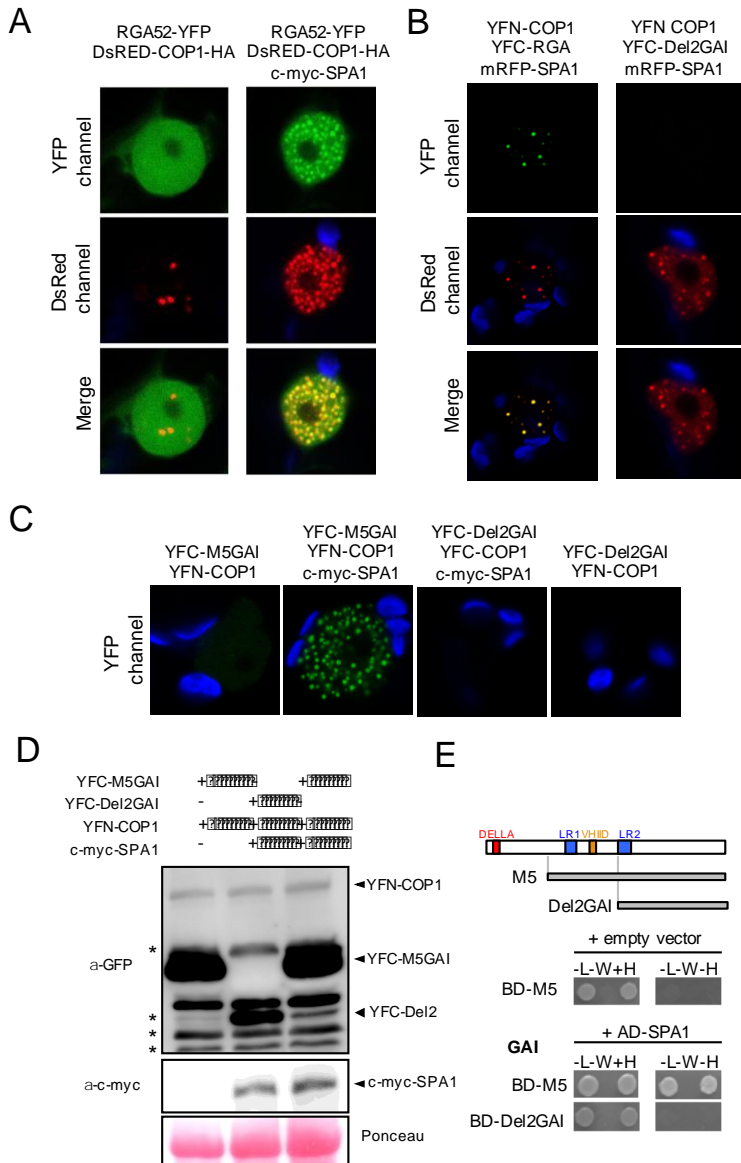 A
RGA52-YFP
DsRED-COP1-HA
RGA52-YFP
DsRED-COP1-HA
c-myc-SPA1
YFP
channel
DsRed
channel
Merge
B
YFN-COP1
YFC-RGA
mRFP-SPA1
YFN COP1
YFC-Del2GAI
mRFP-SPA1
YFP
channel
DsRed
channel
Merge
C
YFC-M5GAI
YFN-COP1
YFC-M5GAI
YFN-COP1
c-myc-SPA1
YFC-Del2GAI
YFC-COP1
c-myc-SPA1
YFC-Del2GAI
YFN-COP1
YFP
channel
D
YFC-M5GAI + - +
YFC-Del2GAI - + -
YFN-COP1 + + +
c-myc-SPA1 - + +
a-GFP
*
*
*
*
YFN-COP1
YFC-M5GAI
YFC-Del2
a-c-myc
c-myc-SPA1
Ponceau
E
DELLA LR1 VHIID LR2
M5
Del2GAI
+ empty vector
-L-W+H -L-W-H
BD-M5
+ AD-SPA1
GAI
-L-W+H -L-W-H
BD-M5
BD-Del2GAI